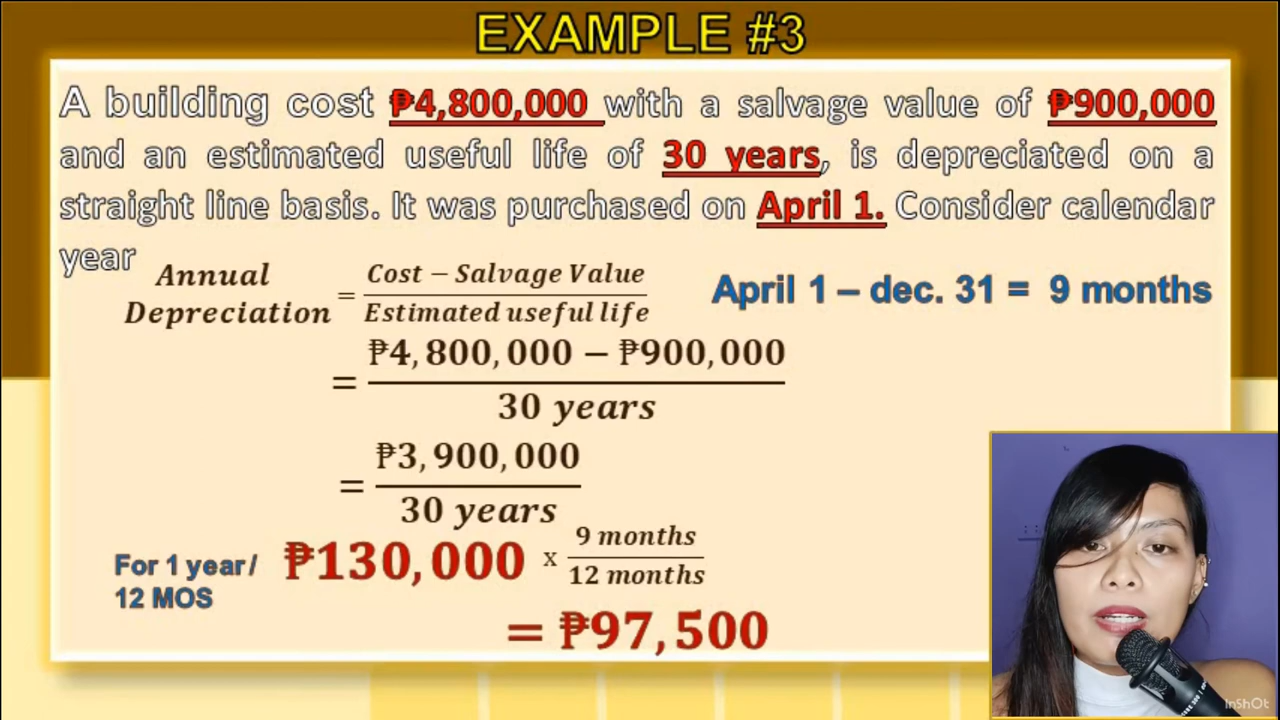 EXAMPLE #3
A building cost ₱4,800,000 with a salvage value of ₱900,000
and an estimated useful life of 30 years, is depreciated on a
straight line basis. It was purchased on April 1. Consider calendar
year
Annual Depreciation = Cost − Salvage Value / Estimated useful life
April 1 – dec. 31 = 9 months
= ₱4,800,000 − ₱900,000 / 30 years
= ₱3,900,000 / 30 years
For 1 year/
12 MOS
₱130,000 x 9 months / 12 months
= ₱97,500
InShOt